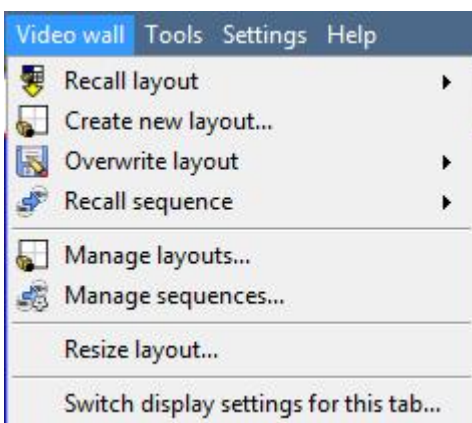 Video wall Tools Settings Help
Recall layout
Create new layout...
Overwrite layout
Recall sequence
Manage layouts...
Manage sequences...
Resize layout...
Switch display settings for this tab...